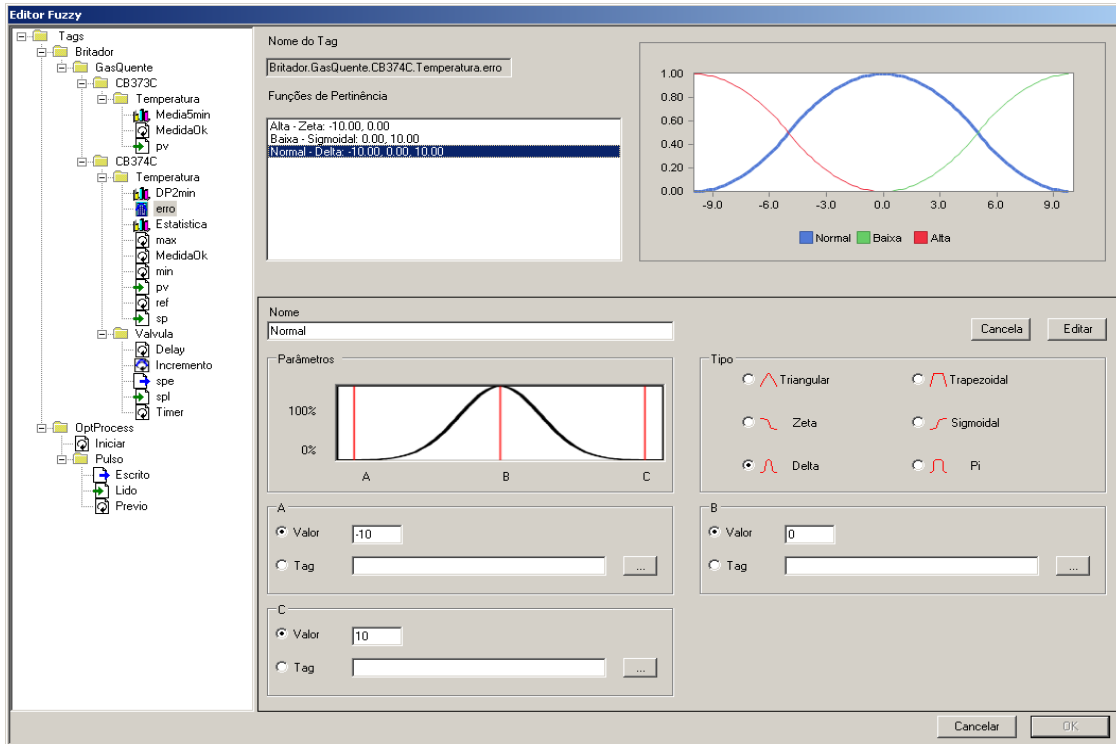 Editor Fuzzy
Tags
Britador
GasQuente
CB373C
Temperatura
Media5min
MedidaOk
pv
CB374C
Temperatura
DP2min
erro
Estatistica
max
MedidaOk
min
pv
ref
sp
Valvula
Delay
Incremento
spe
spl
Timer
OptProcess
Iniciar
Pulso
Escrito
Lido
Previo
Nome do Tag
Britador.GasQuente.CB374C.Temperatura.erro
Funções de Pertinência
Alta - Zeta: -10.00, 0.00
Baixa - Sigmoidal: 0.00, 10.00
Normal - Delta: -10.00, 0.00, 10.00
1.00
0.80
0.60
0.40
0.20
0.00
-9.0 -6.0 -3.0 0.0 3.0 6.0 9.0
Normal Baixa Alta
Nome
Normal
Cancela Editar
Parâmetros
100%
0%
A B C
Tipo
Triangular Trapezoidal
Zeta Sigmoidal
Delta Pi
A
Valor -10
Tag ...
B
Valor 0
Tag ...
C
Valor 10
Tag ...
Cancelar OK